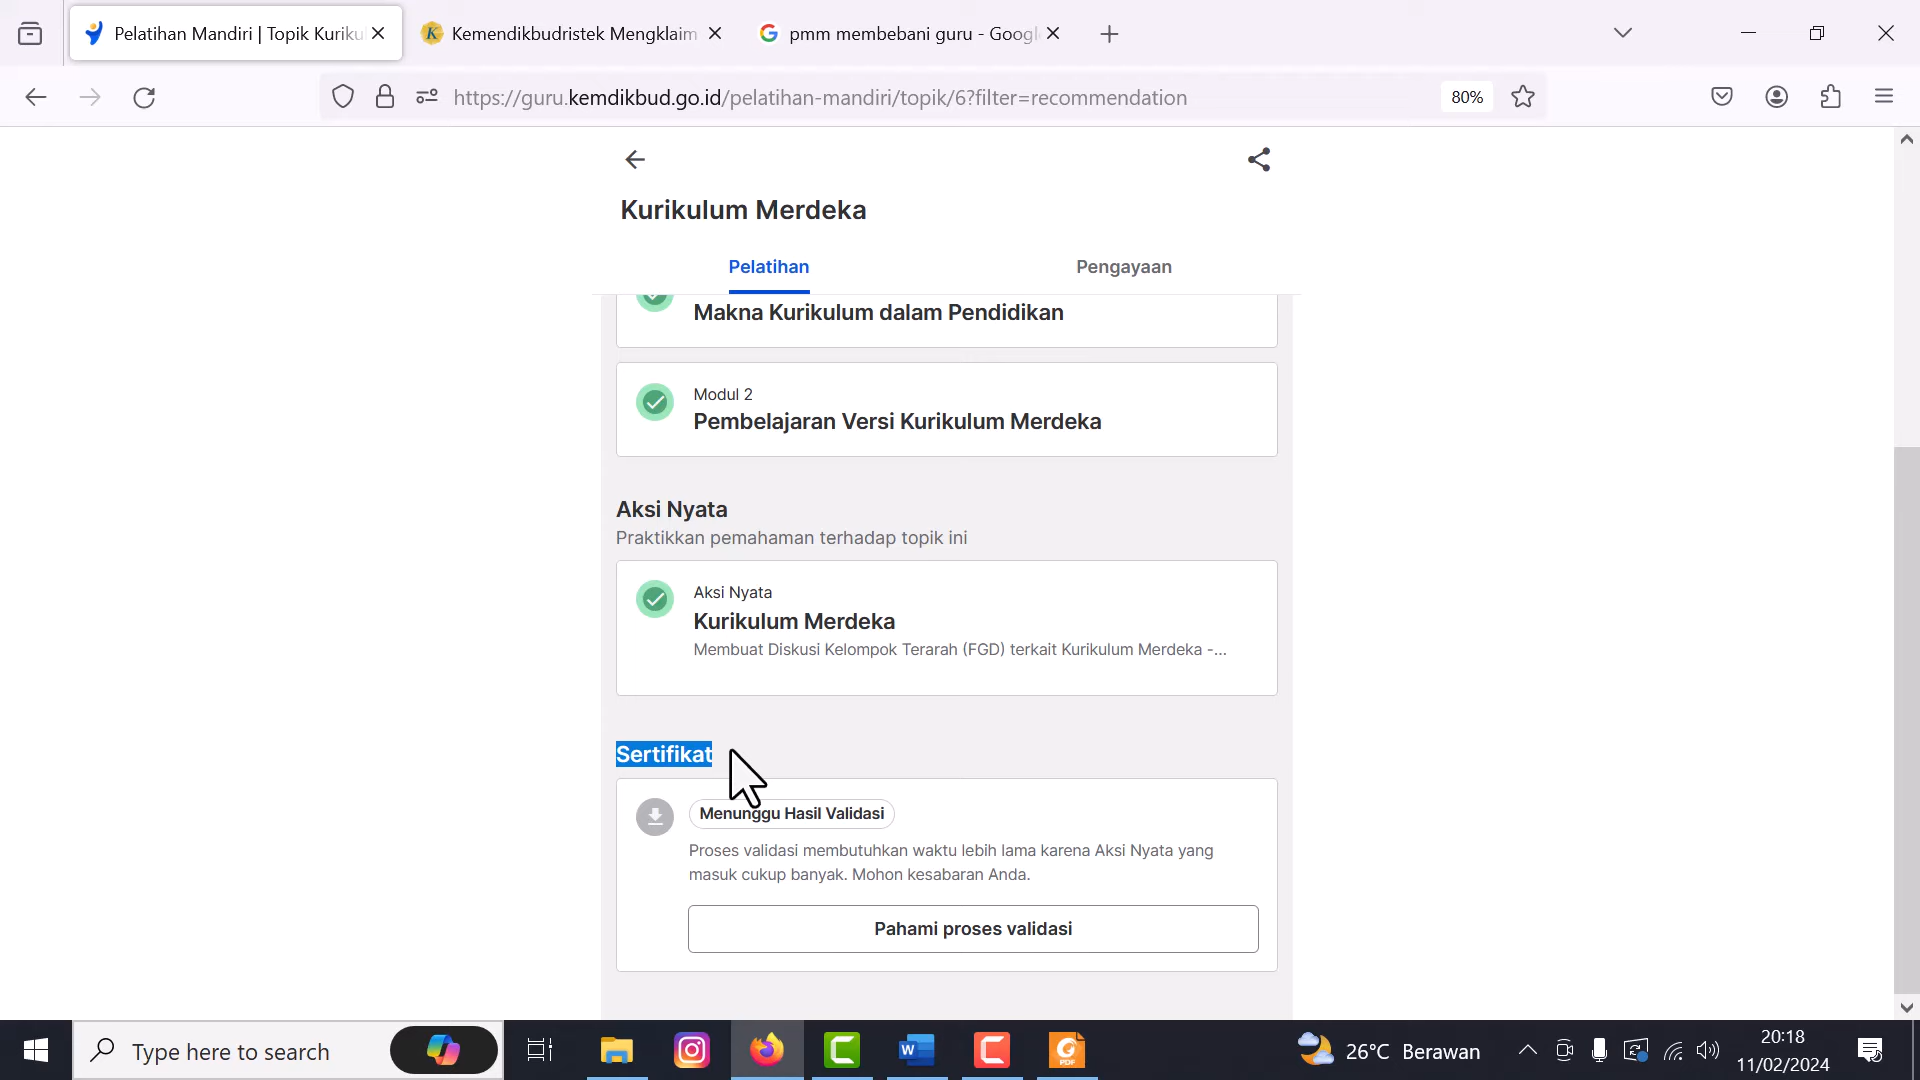 Pelatihan Mandiri | Topik Kuriku
Kemendikbudristek Mengklaim
pmm membebani guru - Googl
https://guru.kemdikbud.go.id/pelatihan-mandiri/topik/6?filter=recommendation
80%
Kurikulum Merdeka
Pelatihan
Pengayaan
Makna Kurikulum dalam Pendidikan
Modul 2
Pembelajaran Versi Kurikulum Merdeka
Aksi Nyata
Praktikkan pemahaman terhadap topik ini
Aksi Nyata
Kurikulum Merdeka
Membuat Diskusi Kelompok Terarah (FGD) terkait Kurikulum Merdeka -...
Sertifikat
Menunggu Hasil Validasi
Proses validasi membutuhkan waktu lebih lama karena Aksi Nyata yang
masuk cukup banyak. Mohon kesabaran Anda.
Pahami proses validasi
Type here to search
26°C Berawan
20:18
11/02/2024